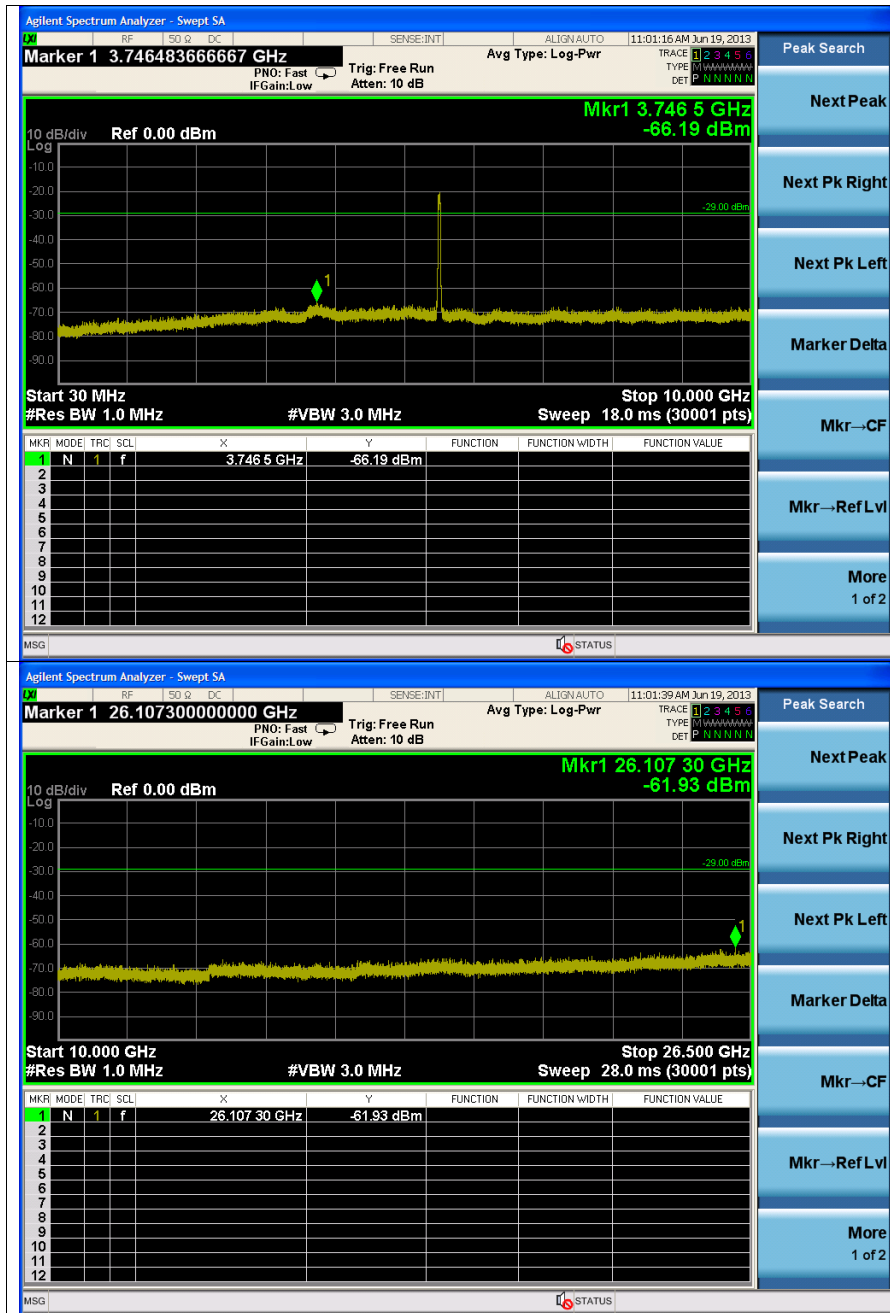 Agilent Spectrum Analyzer - Swept SA
LXI RF 50 Ω DC SENSE:INT ALIGN AUTO 11:01:16 AM Jun 19, 2013
Marker 1 3.746483666667 GHz
PNO: Fast
IFGain:Low
Trig: Free Run
Atten: 10 dB
Avg Type: Log-Pwr
TRACE 1 2 3 4 5 6
TYPE M W W W W W
DET P N N N N N
Peak Search
Next Peak
Next Pk Right
Next Pk Left
Marker Delta
Mkr→CF
Mkr→Ref Lvl
More
1 of 2
Mkr1 3.746 5 GHz
-66.19 dBm
10 dB/div Ref 0.00 dBm
Log
-10.0
-20.0
-29.00 dBm
-30.0
-40.0
-50.0
-60.0
1
-70.0
-80.0
-90.0
Start 30 MHz Stop 10.000 GHz
#Res BW 1.0 MHz #VBW 3.0 MHz Sweep 18.0 ms (30001 pts)
MKR MODE TRC SCL X Y FUNCTION FUNCTION WIDTH FUNCTION VALUE
1 N 1 f 3.746 5 GHz -66.19 dBm
2
3
4
5
6
7
8
9
10
11
12
MSG STATUS
Agilent Spectrum Analyzer - Swept SA
LXI RF 50 Ω DC SENSE:INT ALIGN AUTO 11:01:39 AM Jun 19, 2013
Marker 1 26.107300000000 GHz
PNO: Fast
IFGain:Low
Trig: Free Run
Atten: 10 dB
Avg Type: Log-Pwr
TRACE 1 2 3 4 5 6
TYPE M W W W W W
DET P N N N N N
Peak Search
Next Peak
Next Pk Right
Next Pk Left
Marker Delta
Mkr→CF
Mkr→Ref Lvl
More
1 of 2
Mkr1 26.107 30 GHz
-61.93 dBm
10 dB/div Ref 0.00 dBm
Log
-10.0
-20.0
-29.00 dBm
-30.0
-40.0
-50.0
1
-60.0
-70.0
-80.0
-90.0
Start 10.000 GHz Stop 26.500 GHz
#Res BW 1.0 MHz #VBW 3.0 MHz Sweep 28.0 ms (30001 pts)
MKR MODE TRC SCL X Y FUNCTION FUNCTION WIDTH FUNCTION VALUE
1 N 1 f 26.107 30 GHz -61.93 dBm
2
3
4
5
6
7
8
9
10
11
12
MSG STATUS